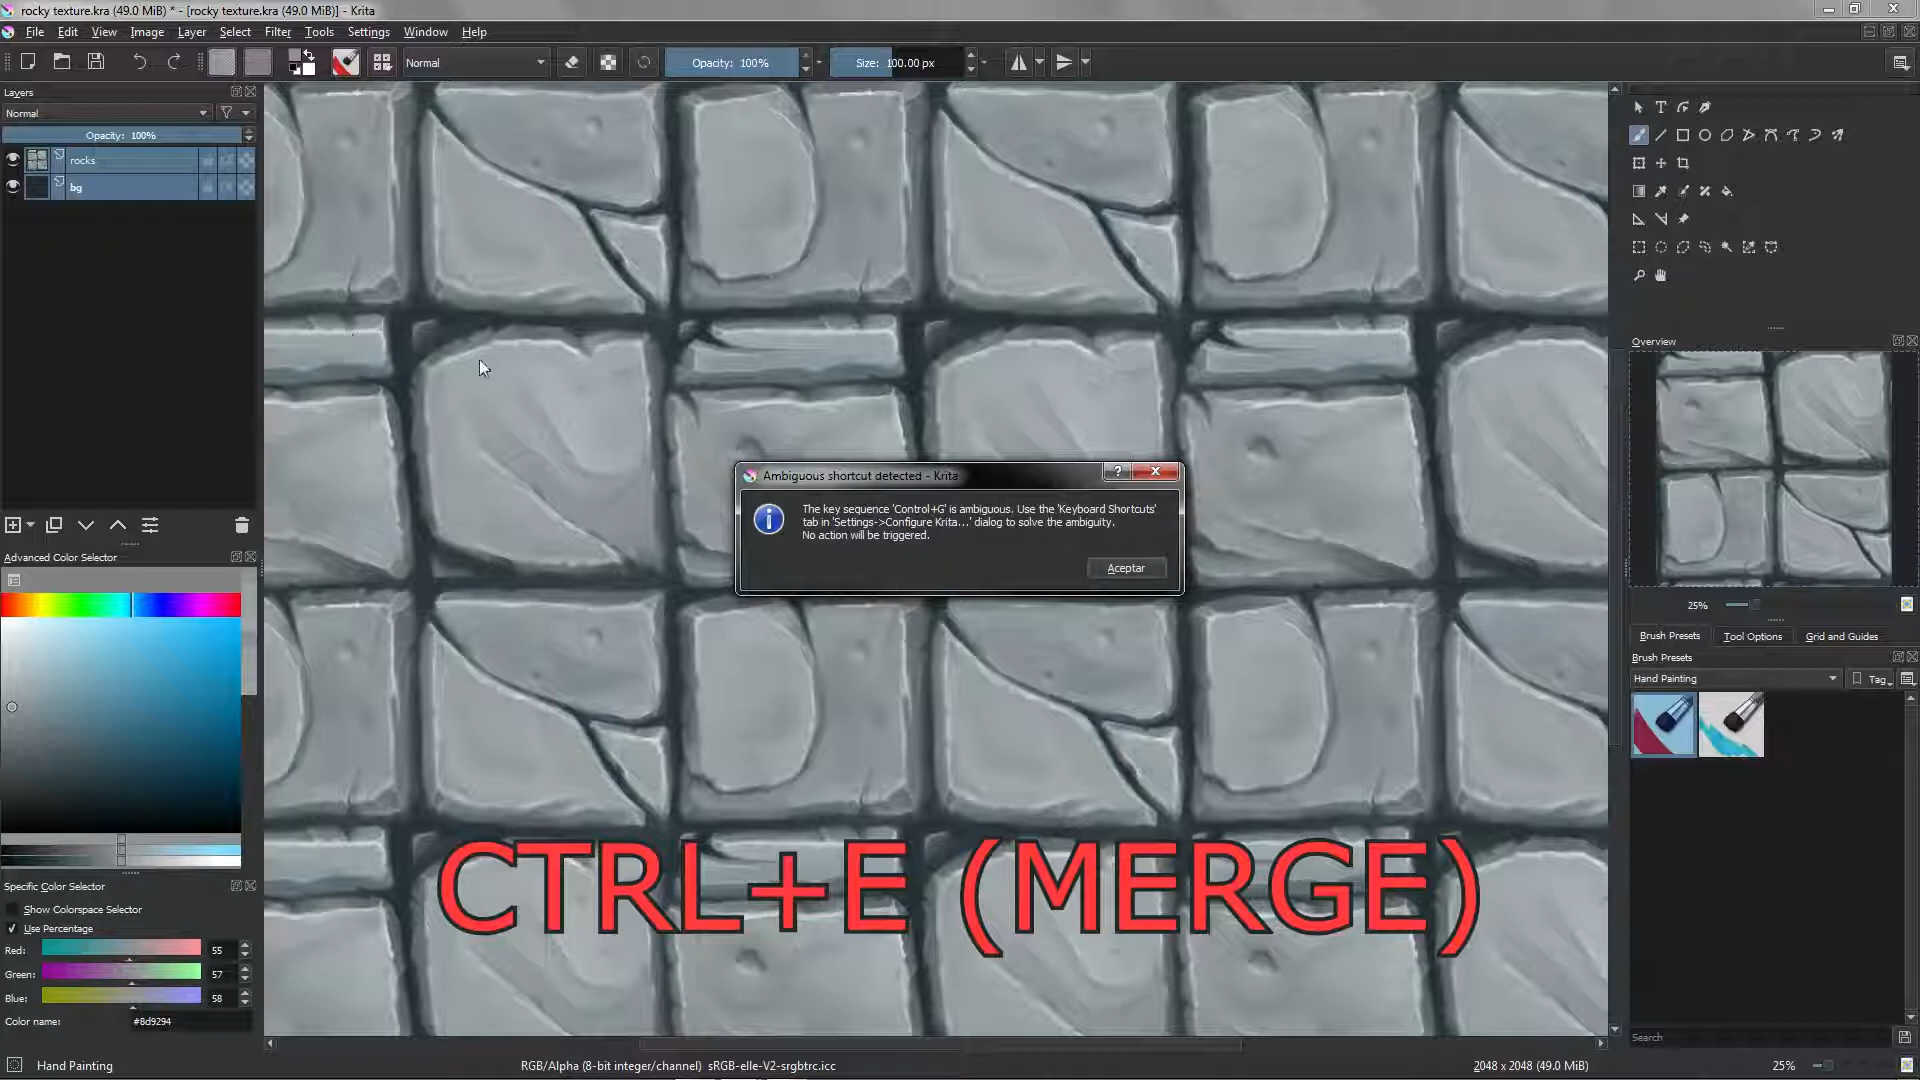 rocky texture.kra (49.0 MiB) * - [rocky texture.kra (49.0 MiB)] - Krita
File Edit View Image Layer Select Filter Tools Settings Window Help
Normal
Opacity: 100%
Size: 100.00 px
Layers
Normal
Opacity: 100%
rocks
bg
Advanced Color Selector
Specific Color Selector
Show Colorspace Selector
Use Percentage
Red: 55
Green: 57
Blue: 58
Color name: #8d9294
Ambiguous shortcut detected - Krita
The key sequence 'Control+G' is ambiguous. Use the 'Keyboard Shortcuts'
tab in 'Settings->Configure Krita...' dialog to solve the ambiguity.
No action will be triggered.
Aceptar
CTRL+E (MERGE)
Overview
25%
Brush Presets Tool Options Grid and Guides
Brush Presets
Hand Painting
Tag
Search
Hand Painting
RGB/Alpha (8-bit integer/channel) sRGB-elle-V2-srgbtrc.icc
2048 x 2048 (49.0 MiB)
25%